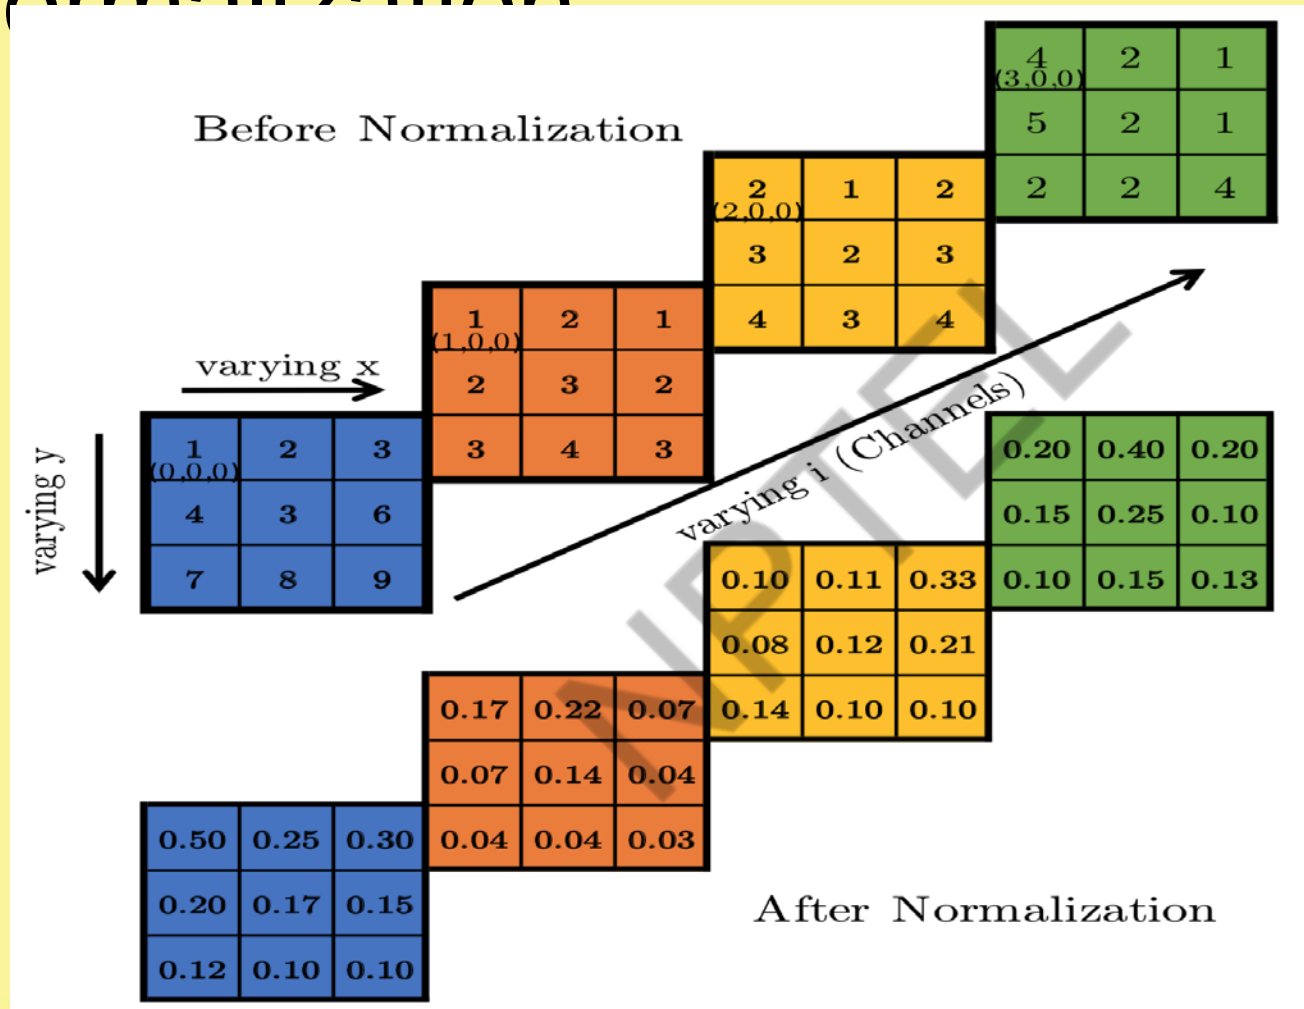 ormalization
Before Normalization
4 2 1
(3,0,0)
5 2 1
2 2 4
2 1 2
(2,0,0)
3 2 3
4 3 4
1 2 1
(1,0,0)
2 3 2
3 4 3
varying x
varying y
1 2 3
(0,0,0)
4 3 6
7 8 9
varying i (Channels)
0.20 0.40 0.20
0.15 0.25 0.10
0.10 0.15 0.13
0.10 0.11 0.33
0.08 0.12 0.21
0.14 0.10 0.10
0.17 0.22 0.07
0.07 0.14 0.04
0.04 0.04 0.03
0.50 0.25 0.30
0.20 0.17 0.15
0.12 0.10 0.10
After Normalization
NPTEL